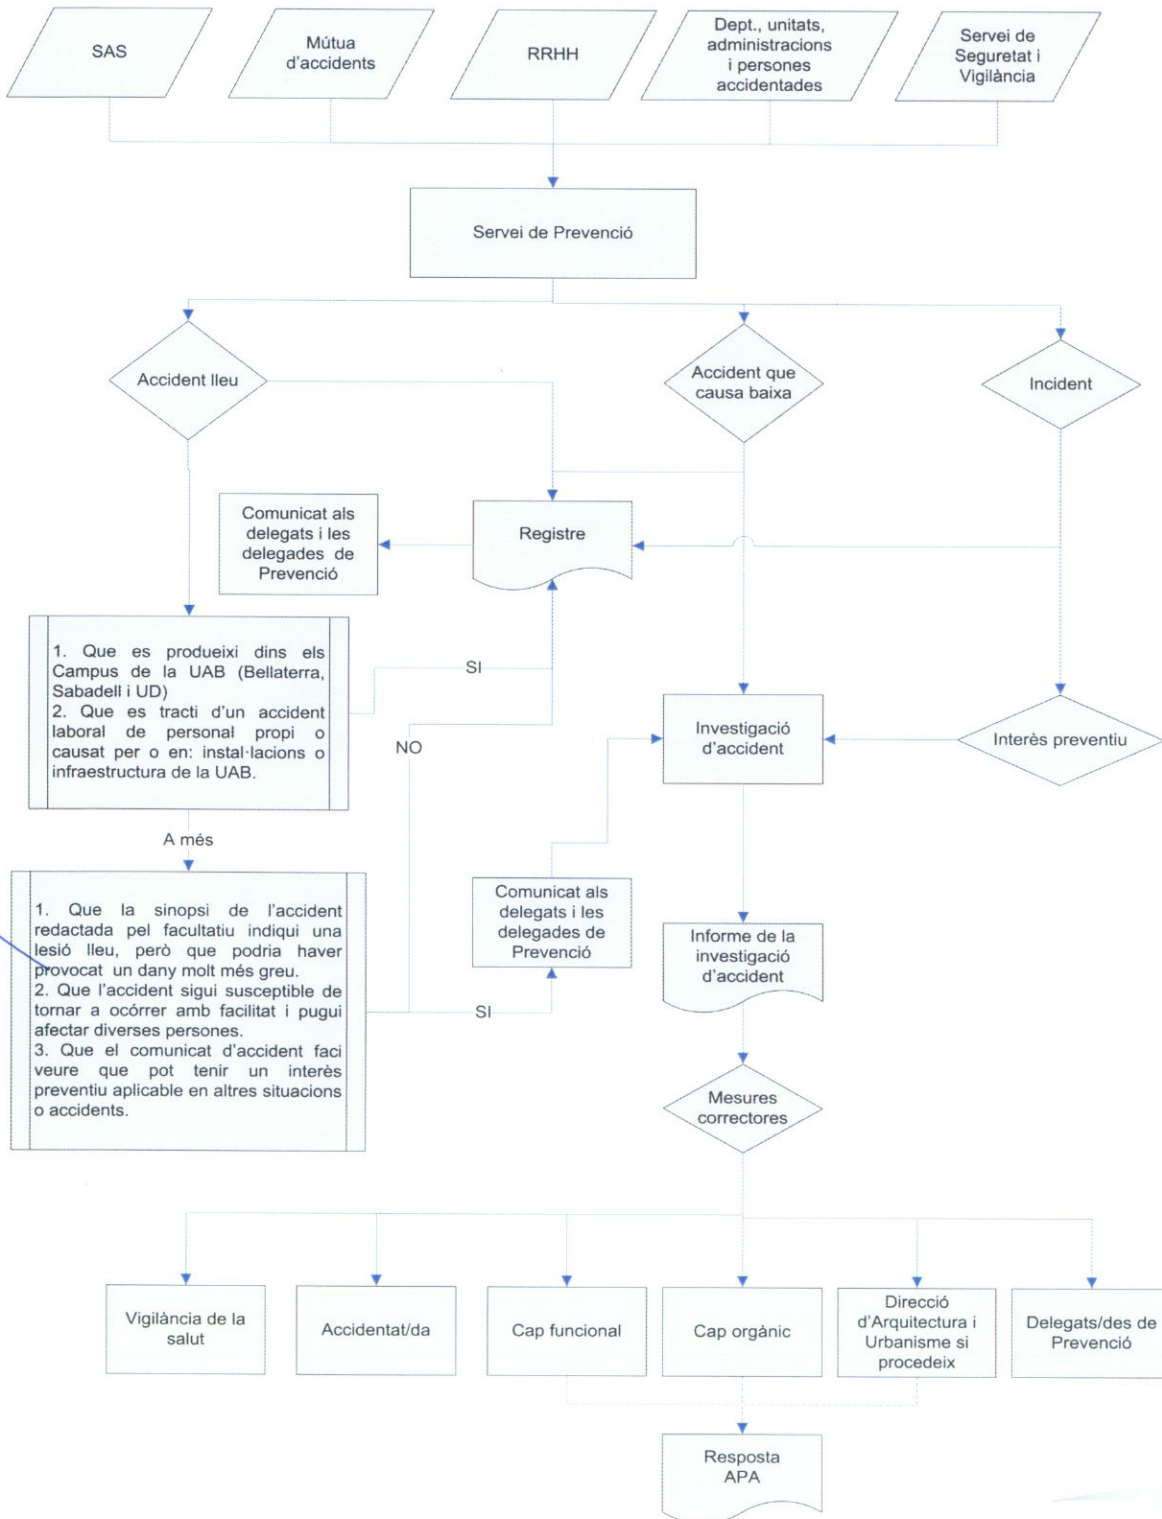 SAS
Mútua
d'accidents
RRHH
Dept., unitats,
administracions
i persones
accidentades
Servei de
Seguretat i
Vigilància
Servei de Prevenció
Accident lleu
Accident que
causa baixa
Incident
Comunicat als
delegats i les
delegades de
Prevenció
Registre
1. Que es produeixi dins els
Campus de la UAB (Bellaterra,
Sabadell i UD)
2. Que es tracti d'un accident
laboral de personal propi o
causat per o en: instal·lacions o
infraestructura de la UAB.
SI
NO
Investigació
d'accident
Interès preventiu
A més
1. Que la sinopsi de l'accident
redactada pel facultatiu indiqui una
lesió lleu, però que podria haver
provocat un dany molt més greu.
2. Que l'accident sigui susceptible de
tornar a ocórrer amb facilitat i pugui
afectar diverses persones.
3. Que el comunicat d'accident faci
veure que pot tenir un interès
preventiu aplicable en altres situacions
o accidents.
SI
Comunicat als
delegats i les
delegades de
Prevenció
Informe de la
investigació
d'accident
Mesures
correctores
Vigilància de la
salut
Accidentat/da
Cap funcional
Cap orgànic
Direcció
d'Arquitectura i
Urbanisme si
procedeix
Delegats/des de
Prevenció
Resposta
APA